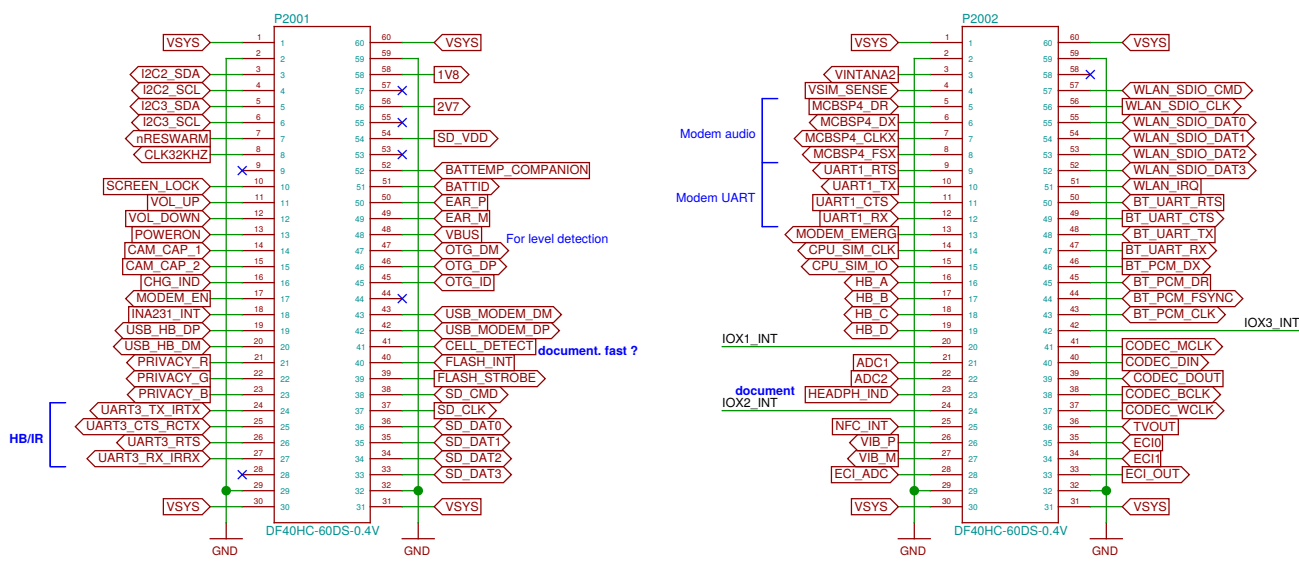 P2001
VSYS 1 1 60 60 VSYS
2 2 59 59
I2C2_SDA 3 3 58 58 1V8
I2C2_SCL 4 4 57 57
I2C3_SDA 5 5 56 56 2V7
I2C3_SCL 6 6 55 55
nRESWARM 7 7 54 54 SD_VDD
CLK32KHZ 8 8 53 53
9 9 52 52 BATTEMP_COMPANION
SCREEN_LOCK 10 10 51 51 BATTID
VOL_UP 11 11 50 50 EAR_P
VOL_DOWN 12 12 49 49 EAR_M
POWERON 13 13 48 48 VBUS For level detection
CAM_CAP_1 14 14 47 47 OTG_DM
CAM_CAP_2 15 15 46 46 OTG_DP
CHG_IND 16 16 45 45 OTG_ID
MODEM_EN 17 17 44 44
INA231_INT 18 18 43 43 USB_MODEM_DM
USB_HB_DP 19 19 42 42 USB_MODEM_DP
USB_HB_DM 20 20 41 41 CELL_DETECT document. fast ?
PRIVACY_R 21 21 40 40 FLASH_INT
PRIVACY_G 22 22 39 39 FLASH_STROBE
PRIVACY_B 23 23 38 38 SD_CMD
UART3_TX_IRTX 24 24 37 37 SD_CLK
UART3_CTS_RCTX 25 25 36 36 SD_DAT0
HB/IR UART3_RTS 26 26 35 35 SD_DAT1
UART3_RX_IRRX 27 27 34 34 SD_DAT2
28 28 33 33 SD_DAT3
29 29 32 32
VSYS 30 30 31 31 VSYS
DF40HC-60DS-0.4V
GND GND
P2002
VSYS 1 1 60 60 VSYS
2 2 59 59
VINTANA2 3 3 58 58
VSIM_SENSE 4 4 57 57 WLAN_SDIO_CMD
MCBSP4_DR 5 5 56 56 WLAN_SDIO_CLK
MCBSP4_DX 6 6 55 55 WLAN_SDIO_DAT0
Modem audio MCBSP4_CLKX 7 7 54 54 WLAN_SDIO_DAT1
MCBSP4_FSX 8 8 53 53 WLAN_SDIO_DAT2
UART1_RTS 9 9 52 52 WLAN_SDIO_DAT3
UART1_TX 10 10 51 51 WLAN_IRQ
Modem UART UART1_CTS 11 11 50 50 BT_UART_RTS
UART1_RX 12 12 49 49 BT_UART_CTS
MODEM_EMERG 13 13 48 48 BT_UART_TX
CPU_SIM_CLK 14 14 47 47 BT_UART_RX
CPU_SIM_IO 15 15 46 46 BT_PCM_DX
HB_A 16 16 45 45 BT_PCM_DR
HB_B 17 17 44 44 BT_PCM_FSYNC
HB_C 18 18 43 43 BT_PCM_CLK
HB_D 19 19 42 42 IOX3_INT
IOX1_INT 20 20 41 41 CODEC_MCLK
ADC1 21 21 40 40 CODEC_DIN
ADC2 22 22 39 39 CODEC_DOUT
document HEADPH_IND 23 23 38 38 CODEC_BCLK
IOX2_INT 24 24 37 37 CODEC_WCLK
NFC_INT 25 25 36 36 TVOUT
VIB_P 26 26 35 35 ECI0
VIB_M 27 27 34 34 ECI1
ECI_ADC 28 28 33 33 ECI_OUT
29 29 32 32
VSYS 30 30 31 31 VSYS
DF40HC-60DS-0.4V
GND GND